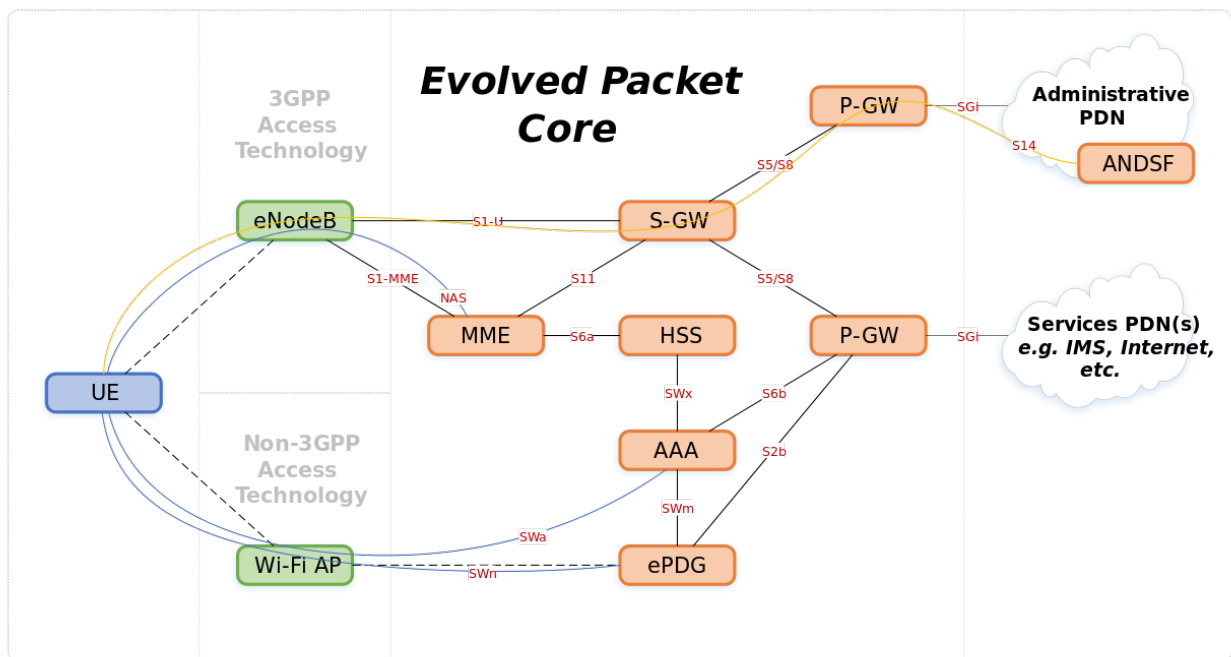 Evolved Packet
Core
3GPP
Access
Technology
P-GW
SGi
Administrative
PDN
S14
ANDSF
S5/S8
eNodeB
S1-U
S-GW
S1-MME
NAS
S11
S5/S8
MME
S6a
HSS
P-GW
SGi
Services PDN(s)
e.g. IMS, Internet,
etc.
UE
SWx
S6b
Non-3GPP
Access
Technology
AAA
S2b
SWm
SWa
Wi-Fi AP
SWn
ePDG